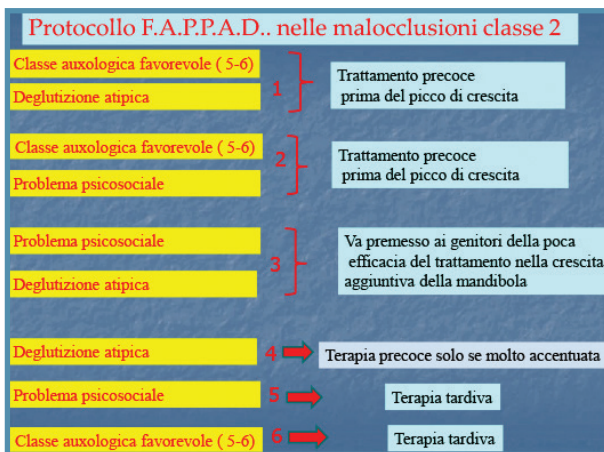 Protocollo F.A.P.P.A.D.. nelle malocclusioni classe 2
Classe auxologica favorevole ( 5-6)
Deglutizione atipica
1
Trattamento precoce
prima del picco di crescita
Classe auxologica favorevole ( 5-6)
Problema psicosociale
2
Trattamento precoce
prima del picco di crescita
Problema psicosociale
Deglutizione atipica
3
Va premesso ai genitori della poca
efficacia del trattamento nella crescita
aggiuntiva della mandibola
Deglutizione atipica 4 Terapia precoce solo se molto accentuata
Problema psicosociale 5 Terapia tardiva
Classe auxologica favorevole ( 5-6) 6 Terapia tardiva